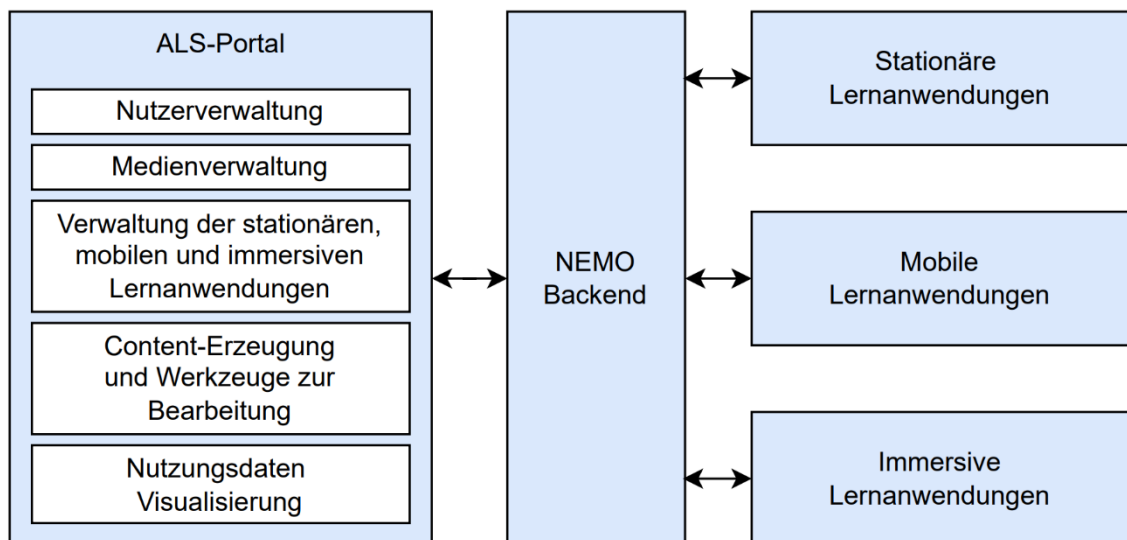 ALS-Portal
Nutzerverwaltung
Medienverwaltung
Verwaltung der stationären,
mobilen und immersiven
Lernanwendungen
Content-Erzeugung
und Werkzeuge zur
Bearbeitung
Nutzungsdaten
Visualisierung
NEMO
Backend
Stationäre
Lernanwendungen
Mobile
Lernanwendungen
Immersive
Lernanwendungen